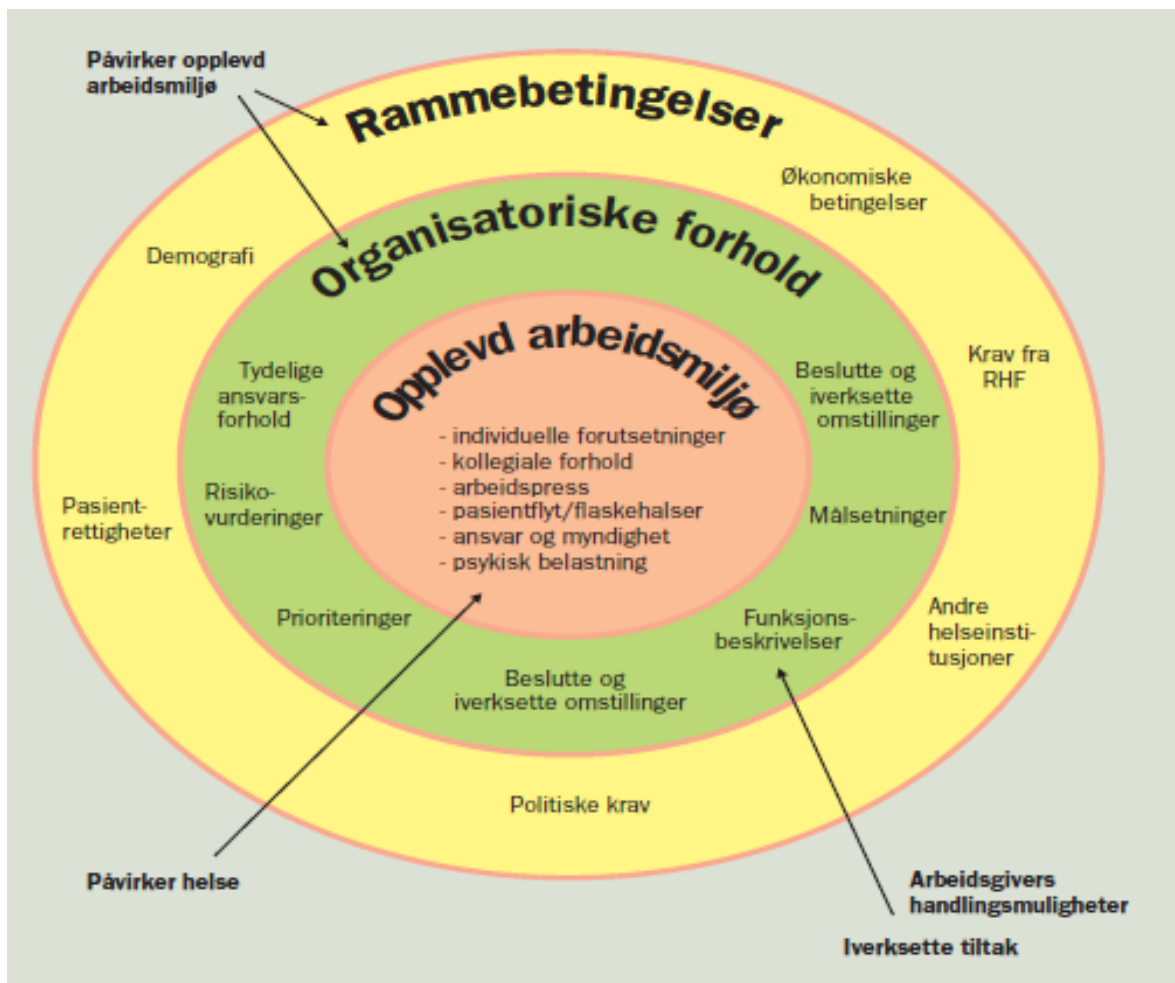 Påvirker opplevd
arbeidsmiljø
Rammebetingelser
Økonomiske
betingelser
Demografi
Organisatoriske forhold
Krav fra
RHF
Tydelige
ansvars-
forhold
Opplevd arbeidsmiljø
Beslutte og
iverksette
omstillinger
- individuelle forutsetninger
- kollegiale forhold
- arbeidspress
- pasientflyt/flaskehalser
- ansvar og myndighet
- psykisk belastning
Pasient-
rettigheter
Risiko-
vurderinger
Målsetninger
Prioriteringer
Funksjons-
beskrivelser
Andre
helseinsti-
tusjoner
Beslutte og
iverksette omstillinger
Politiske krav
Påvirker helse
Arbeidsgivers
handlingsmuligheter
Iverksette tiltak